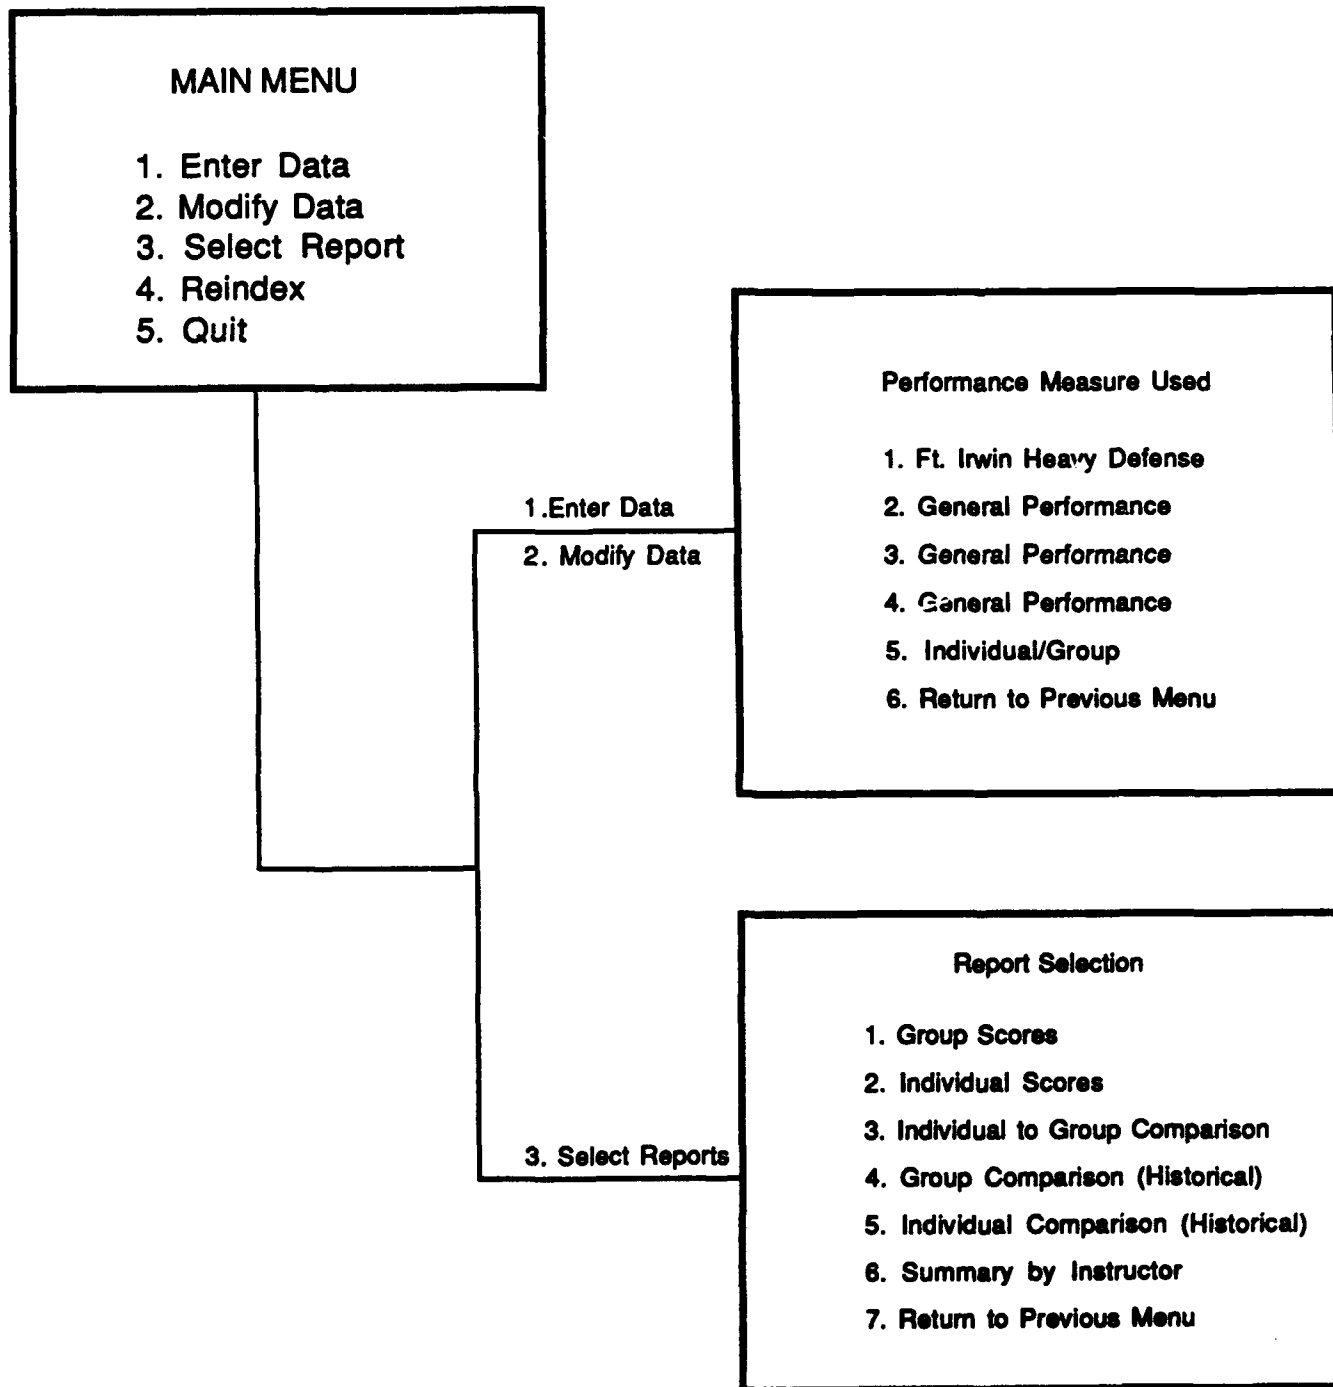 MAIN MENU
1. Enter Data
2. Modify Data
3. Select Report
4. Reindex
5. Quit
1.Enter Data
2. Modify Data
Performance Measure Used
1. Ft. Irwin Heavy Defense
2. General Performance
3. General Performance
4. General Performance
5. Individual/Group
6. Return to Previous Menu
3. Select Reports
Report Selection
1. Group Scores
2. Individual Scores
3. Individual to Group Comparison
4. Group Comparison (Historical)
5. Individual Comparison (Historical)
6. Summary by Instructor
7. Return to Previous Menu